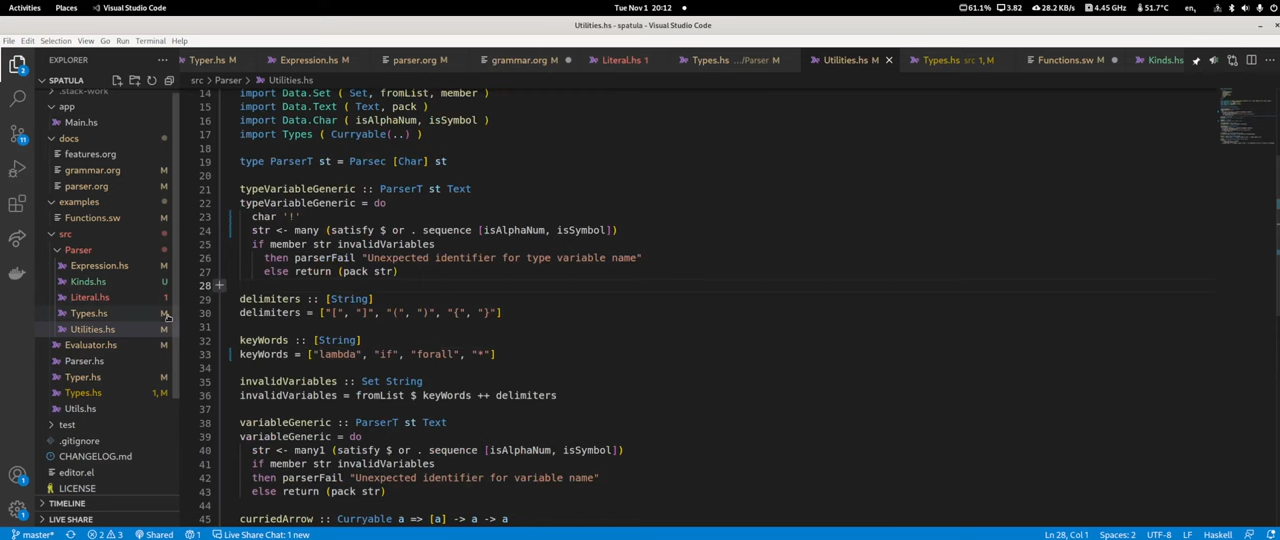 Activities Places Visual Studio Code Tue Nov 1 20:12 61.1% 3.82 28.2 KB/s 4.45 GHz 51.7°C en
Utilities.hs - spatula - Visual Studio Code
File Edit Selection View Go Run Terminal Help
EXPLORER
Typer.hs M Expression.hs M parser.org M grammar.org M Literal.hs 1 Types.hs .../Parser M Utilities.hs M Types.hs src 1, M Functions.sw M Kinds.hs
SPATULA
src > Parser > Utilities.hs
.stack-work
app
Main.hs
docs
features.org
grammar.org M
parser.org M
examples
Functions.sw M
src
Parser
Expression.hs M
Kinds.hs U
Literal.hs 1
Types.hs M
Utilities.hs M
Evaluator.hs M
Parser.hs
Typer.hs M
Types.hs 1, M
Utils.hs
test
.gitignore
CHANGELOG.md
editor.el
LICENSE
TIMELINE
LIVE SHARE
14 import Data.Set ( Set, fromList, member )
15 import Data.Text ( Text, pack )
16 import Data.Char ( isAlphaNum, isSymbol )
17 import Types ( Curryable(..) )
18
19 type ParserT st = Parsec [Char] st
20
21 typeVariableGeneric :: ParserT st Text
22 typeVariableGeneric = do
23 char '!'
24 str <- many (satisfy $ or . sequence [isAlphaNum, isSymbol])
25 if member str invalidVariables
26 then parserFail "Unexpected identifier for type variable name"
27 else return (pack str)
28
29 delimiters :: [String]
30 delimiters = ["[", "]", "(", ")", "{", "}"]
31
32 keyWords :: [String]
33 keyWords = ["lambda", "if", "forall", "*"]
34
35 invalidVariables :: Set String
36 invalidVariables = fromList $ keyWords ++ delimiters
37
38 variableGeneric :: ParserT st Text
39 variableGeneric = do
40 str <- many1 (satisfy $ or . sequence [isAlphaNum, isSymbol])
41 if member str invalidVariables
42 then parserFail "Unexpected identifier for variable name"
43 else return (pack str)
44
45 curriedArrow :: Curryable a => [a] -> a -> a
2
11
1
1
master* 2 3 Shared 1 Live Share Chat: 1 new Ln 28, Col 1 Spaces: 2 UTF-8 LF Haskell